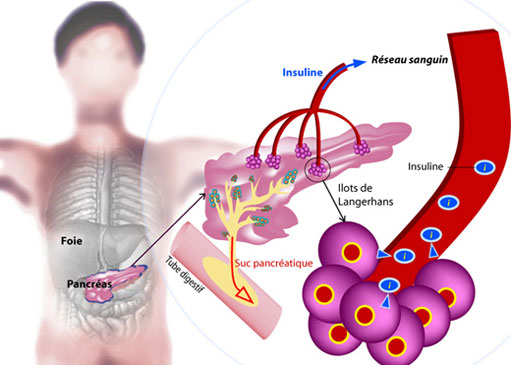 Insuline
Réseau sanguin
Insuline
i
i
i
i
i
Ilots de
Langerhans
Foie
Pancréas
Suc pancréatique
Tube digestif